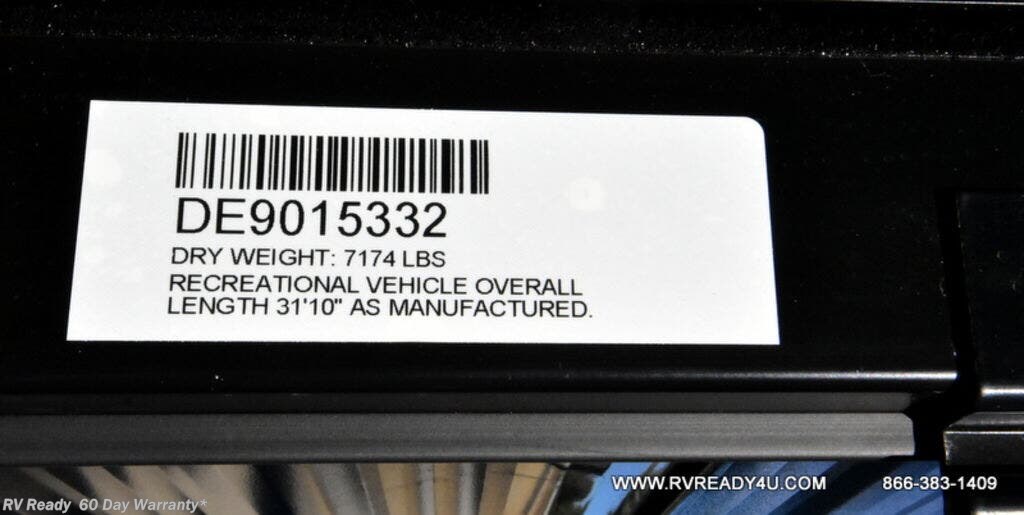 DE9015332
DRY WEIGHT: 7174 LBS
RECREATIONAL VEHICLE OVERALL
LENGTH 31'10" AS MANUFACTURED.
WWW.RVREADY4U.COM 866-383-1409
RV Ready 60 Day Warranty*